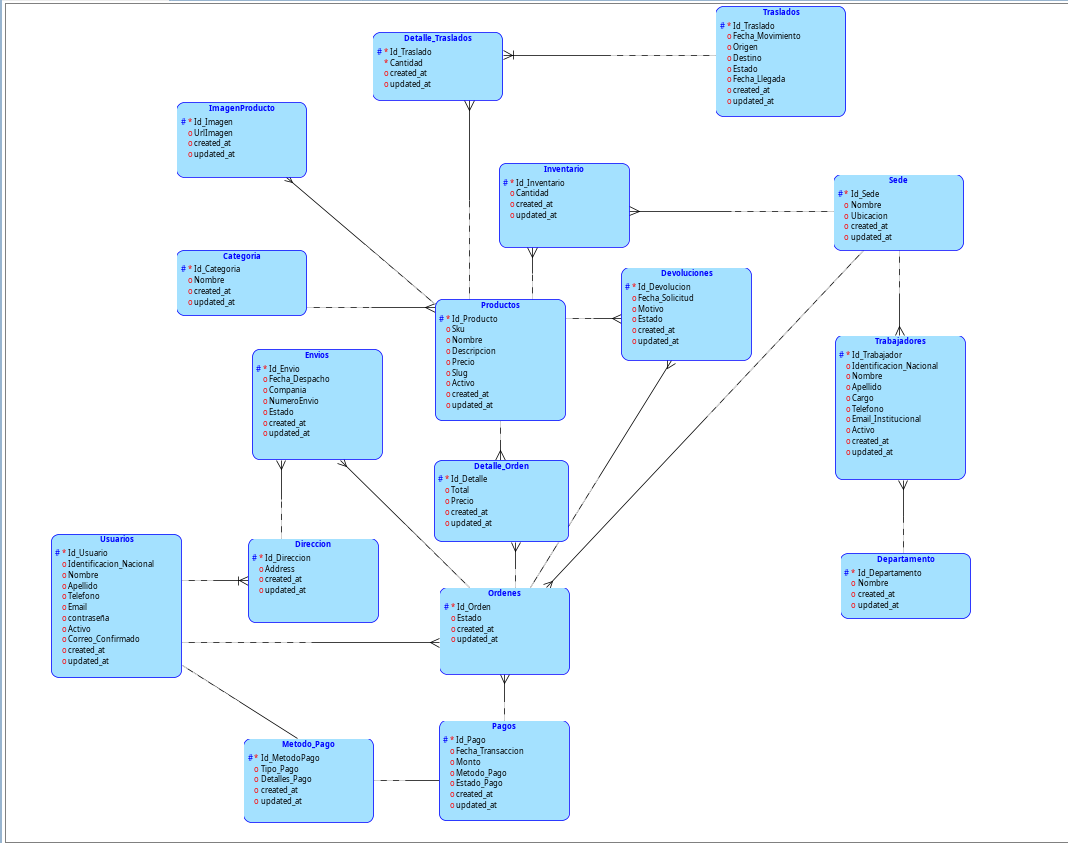 Traslados
# * Id_Traslado
o Fecha_Movimiento
o Origen
o Destino
o Estado
o Fecha_Llegada
o created_at
o updated_at
Detalle_Traslados
# * Id_Traslado
* Cantidad
o created_at
o updated_at
ImagenProducto
# * Id_Imagen
o UrlImagen
o created_at
o updated_at
Inventario
# * Id_Inventario
o Cantidad
o created_at
o updated_at
Sede
# * Id_Sede
o Nombre
o Ubicacion
o created_at
o updated_at
Categoria
# * Id_Categoria
o Nombre
o created_at
o updated_at
Devoluciones
# * Id_Devolucion
o Fecha_Solicitud
o Motivo
o Estado
o created_at
o updated_at
Productos
# * Id_Producto
o Sku
o Nombre
o Descripcion
o Precio
o Slug
o Activo
o created_at
o updated_at
Trabajadores
# * Id_Trabajador
o Identificacion_Nacional
o Nombre
o Apellido
o Cargo
o Telefono
o Email_Institucional
o Activo
o created_at
o updated_at
Envios
# * Id_Envio
o Fecha_Despacho
o Compania
o NumeroEnvio
o Estado
o created_at
o updated_at
Detalle_Orden
# * Id_Detalle
o Total
o Precio
o created_at
o updated_at
Usuarios
# * Id_Usuario
o Identificacion_Nacional
o Nombre
o Apellido
o Telefono
o Email
o contraseña
o Activo
o Correo_Confirmado
o created_at
o updated_at
Direccion
# * Id_Direccion
o Address
o created_at
o updated_at
Departamento
# * Id_Departamento
o Nombre
o created_at
o updated_at
Ordenes
# * Id_Orden
o Estado
o created_at
o updated_at
Metodo_Pago
# * Id_MetodoPago
o Tipo_Pago
o Detalles_Pago
o created_at
o updated_at
Pagos
# * Id_Pago
o Fecha_Transaccion
o Monto
o Metodo_Pago
o Estado_Pago
o created_at
o updated_at